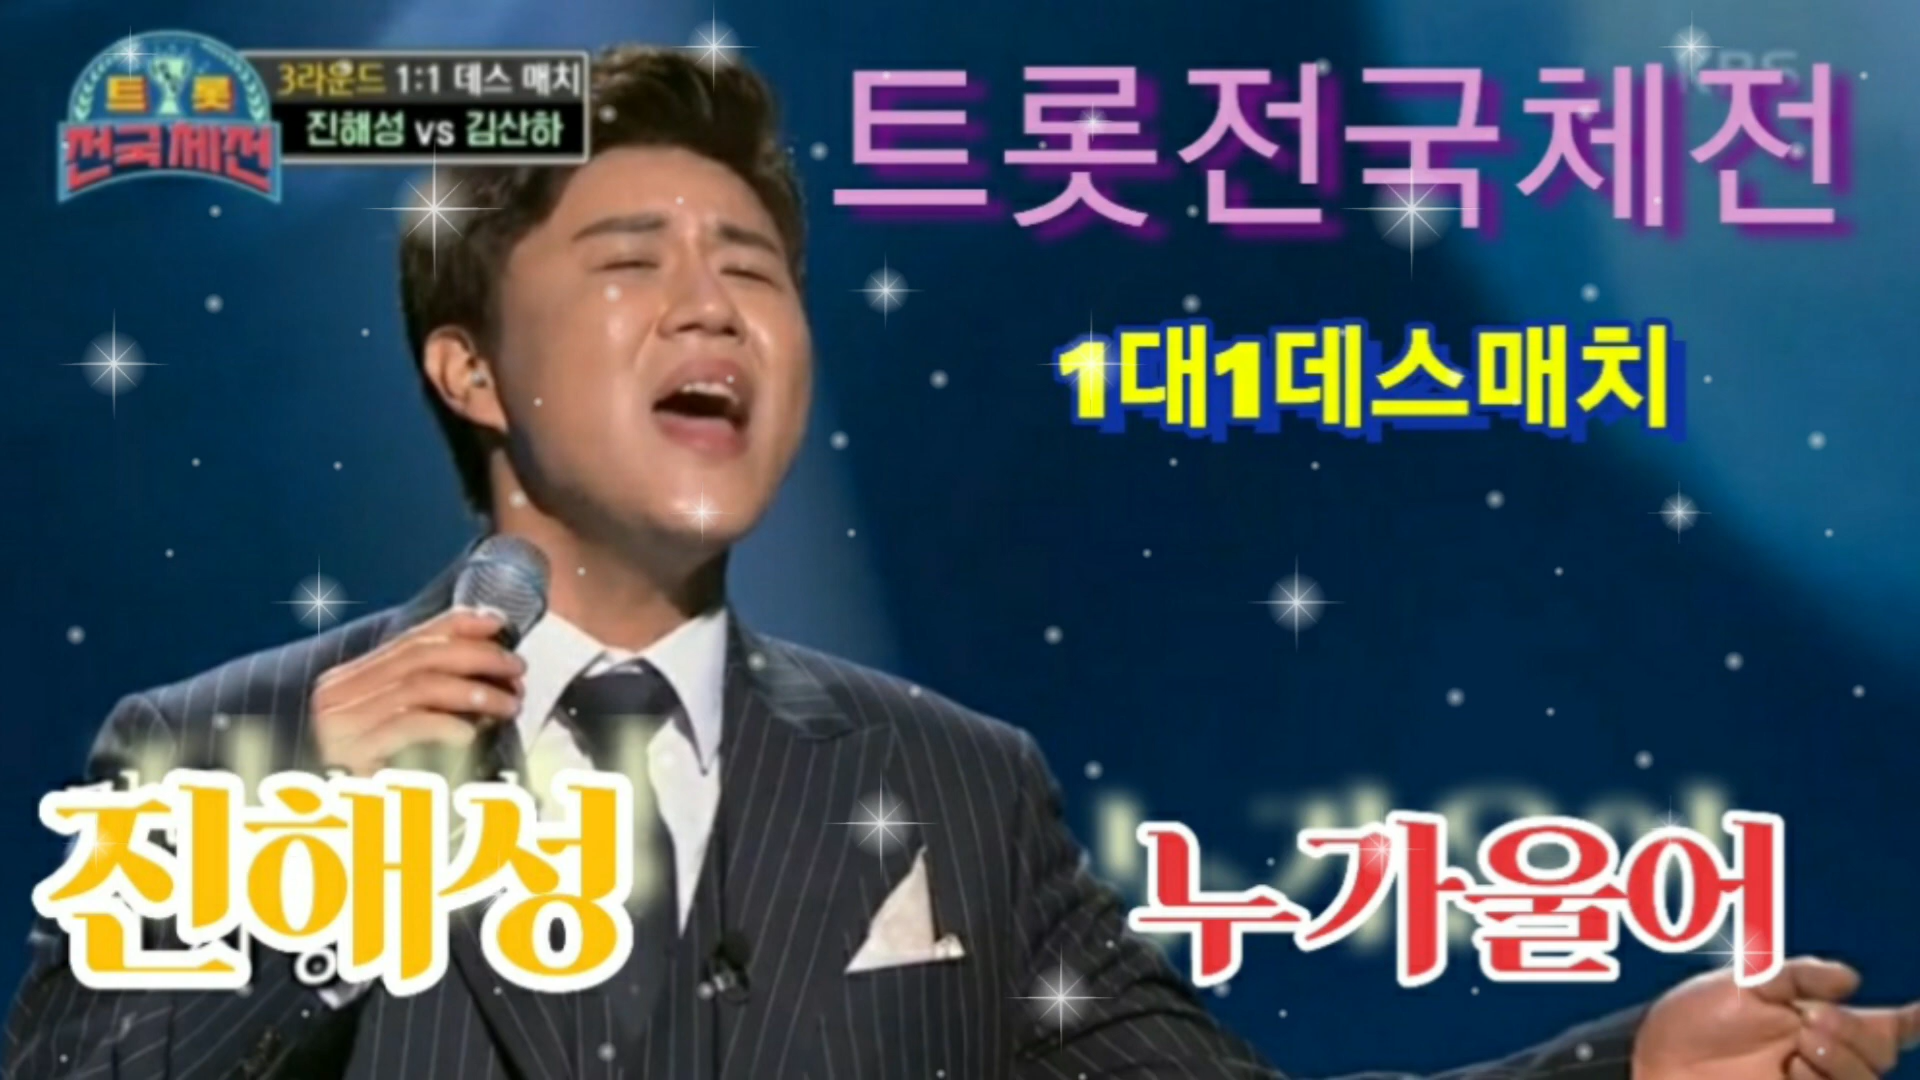 트롯
전국체전
3라운드 1:1 데스 매치
진해성 vs 김산하
KBS
트롯전국체전
1대1데스매치
진해성
누가울어